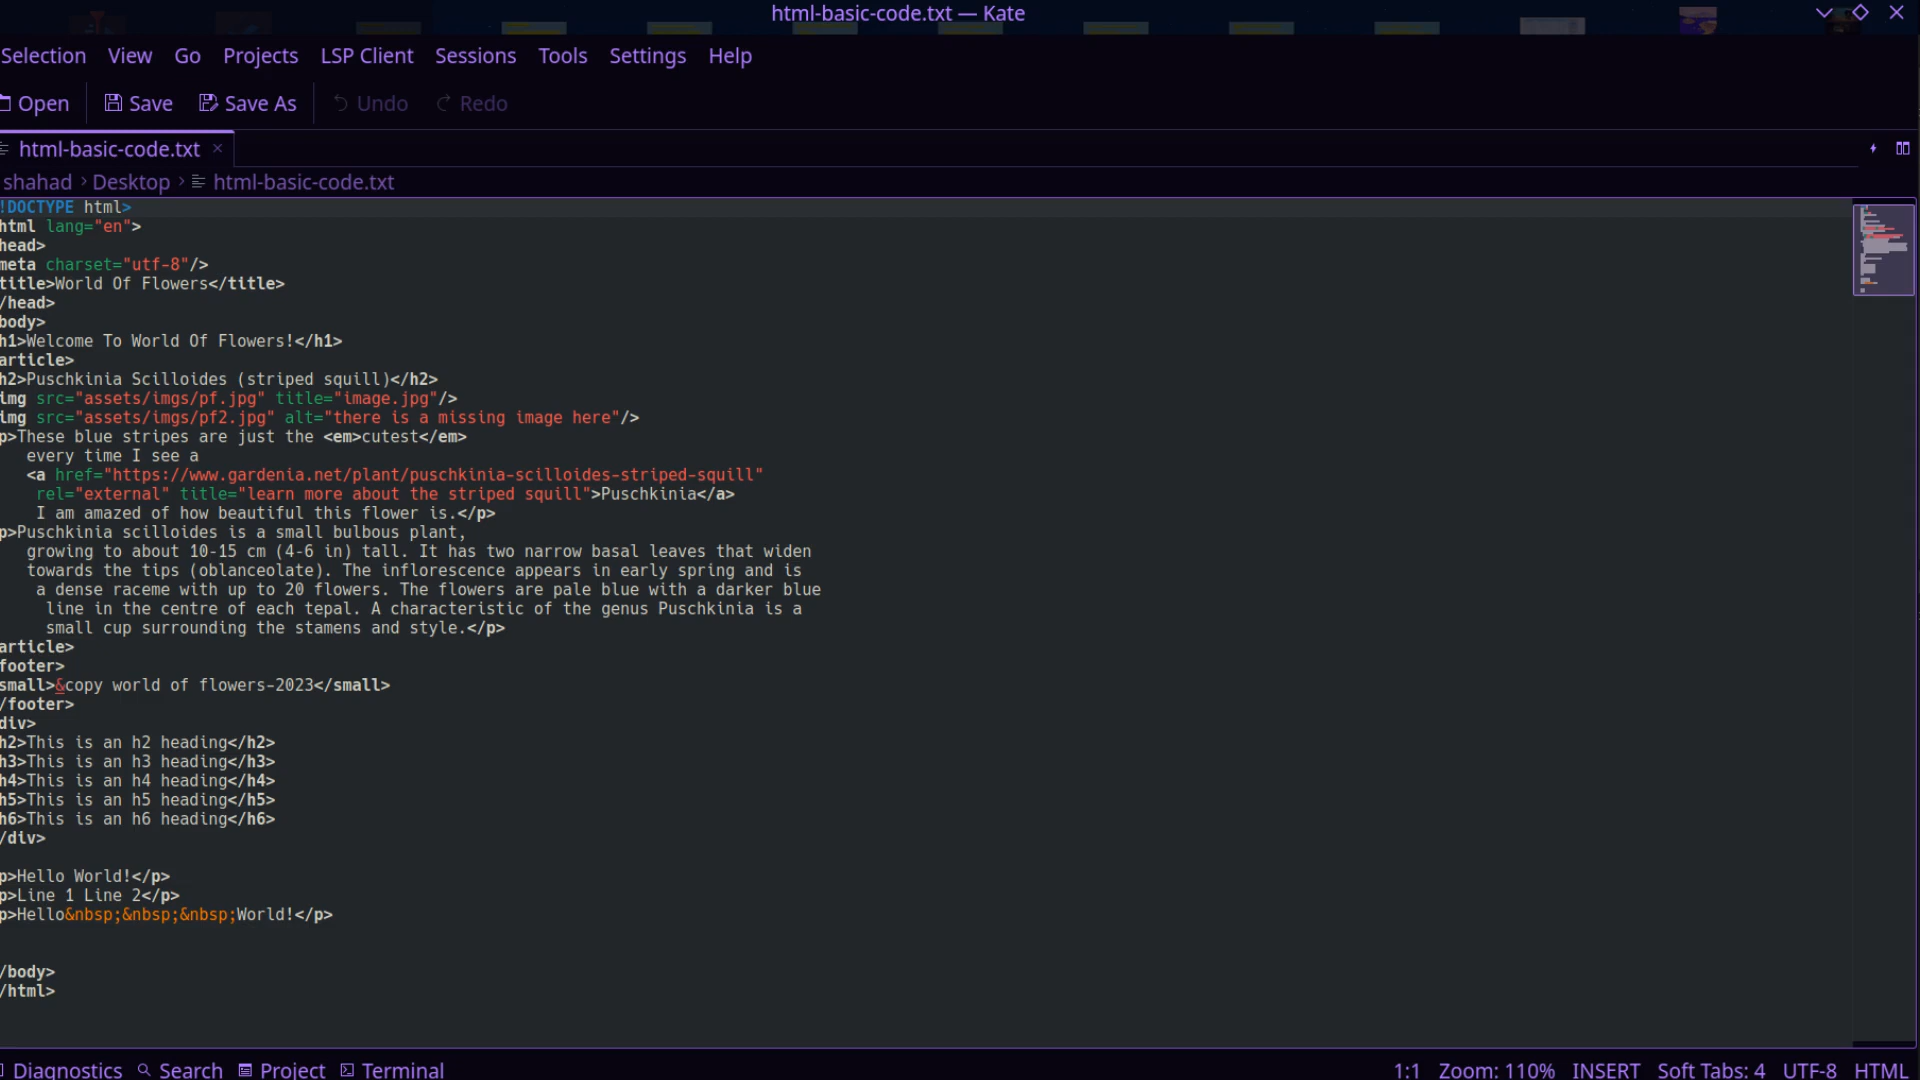 html-basic-code.txt — Kate
Selection View Go Projects LSP Client Sessions Tools Settings Help
Open Save Save As Undo Redo
html-basic-code.txt
shahad > Desktop > html-basic-code.txt
!DOCTYPE html>
html lang="en">
head>
meta charset="utf-8"/>
title>World Of Flowers</title>
/head>
body>
h1>Welcome To World Of Flowers!</h1>
article>
h2>Puschkinia Scilloides (striped squill)</h2>
img src="assets/imgs/pf.jpg" title="image.jpg"/>
img src="assets/imgs/pf2.jpg" alt="there is a missing image here"/>
p>These blue stripes are just the <em>cutest</em>
every time I see a
<a href="https://www.gardenia.net/plant/puschkinia-scilloides-striped-squill"
rel="external" title="learn more about the striped squill">Puschkinia</a>
I am amazed of how beautiful this flower is.</p>
p>Puschkinia scilloides is a small bulbous plant,
growing to about 10-15 cm (4-6 in) tall. It has two narrow basal leaves that widen
towards the tips (oblanceolate). The inflorescence appears in early spring and is
a dense raceme with up to 20 flowers. The flowers are pale blue with a darker blue
line in the centre of each tepal. A characteristic of the genus Puschkinia is a
small cup surrounding the stamens and style.</p>
article>
footer>
small>&copy world of flowers-2023</small>
/footer>
div>
h2>This is an h2 heading</h2>
h3>This is an h3 heading</h3>
h4>This is an h4 heading</h4>
h5>This is an h5 heading</h5>
h6>This is an h6 heading</h6>
/div>
p>Hello World!</p>
p>Line 1 Line 2</p>
p>Hello&nbsp;&nbsp;&nbsp;World!</p>
/body>
/html>
Diagnostics Search Project Terminal 1:1 Zoom: 110% INSERT Soft Tabs: 4 UTF-8 HTML